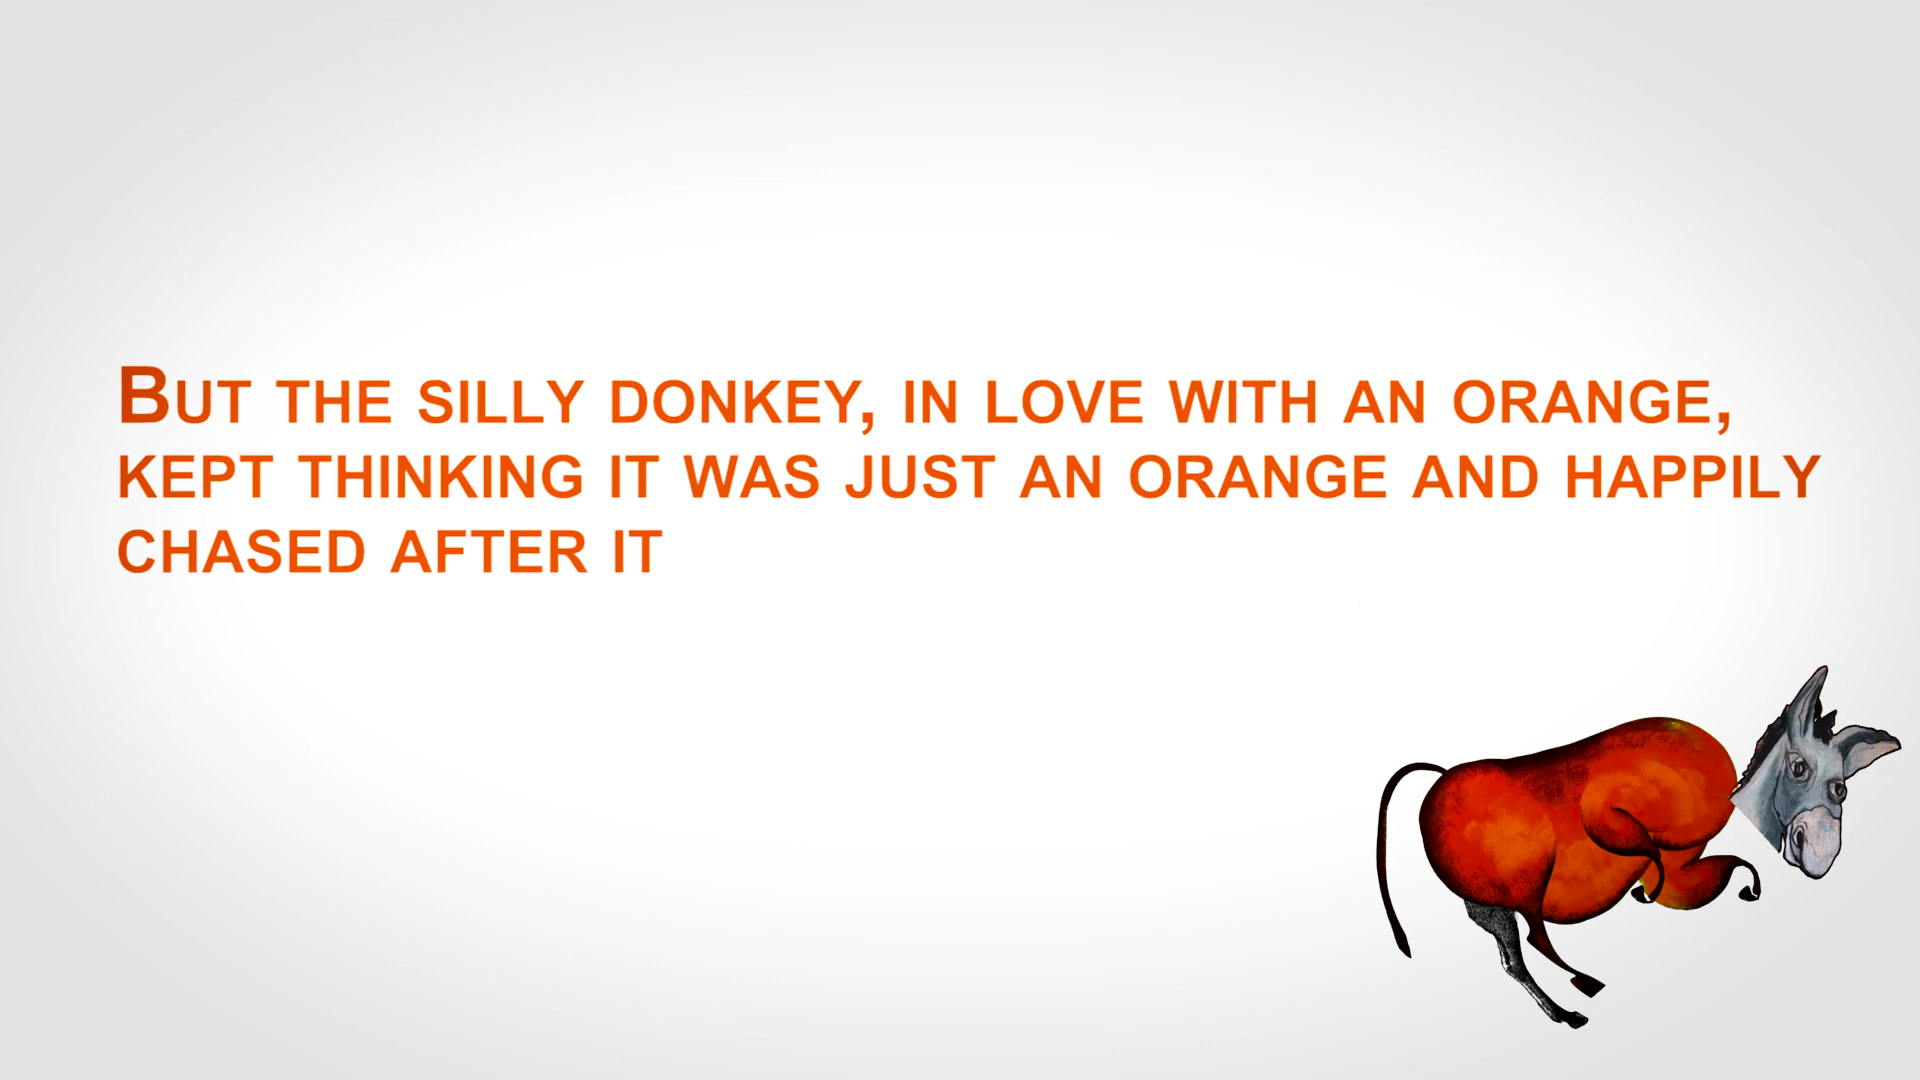 But the silly donkey, in love with an orange,
kept thinking it was just an orange and happily
chased after it